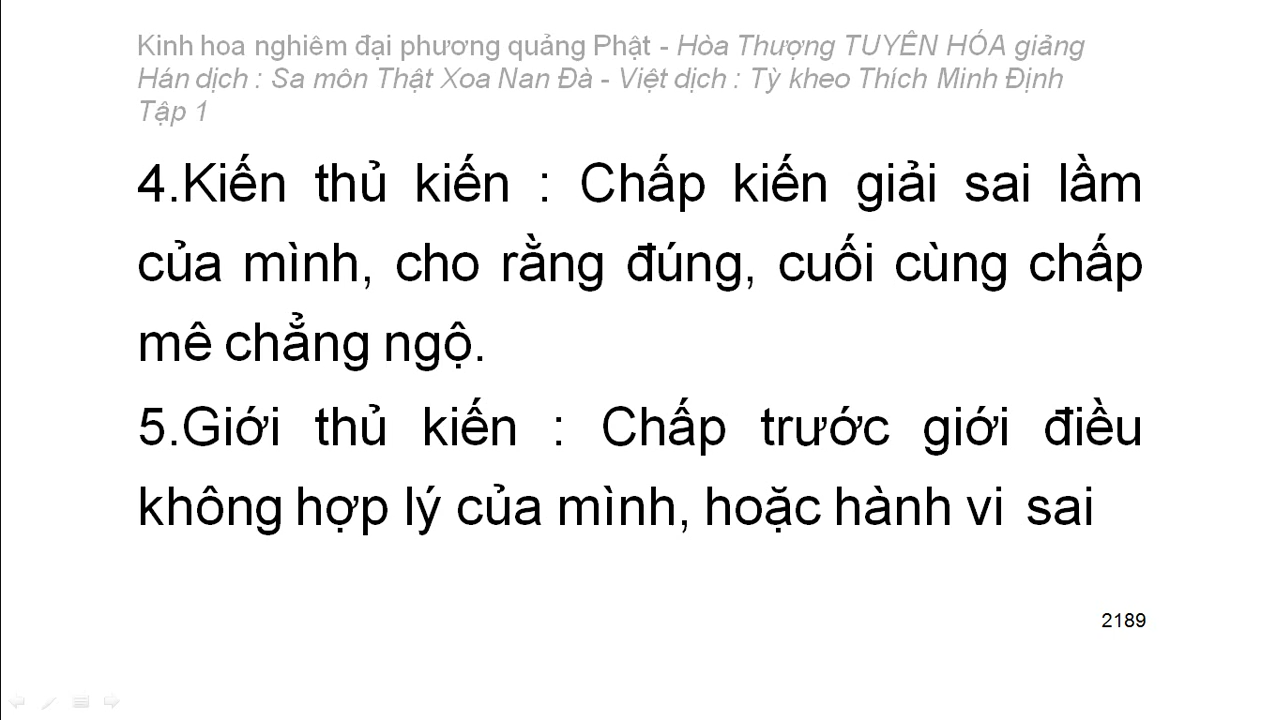 Kinh hoa nghiêm đại phương quảng Phật - Hòa Thượng TUYÊN HÓA giảng
Hán dịch : Sa môn Thật Xoa Nan Đà - Việt dịch : Tỳ kheo Thích Minh Định
Tập 1
4.Kiến thủ kiến : Chấp kiến giải sai lầm
của mình, cho rằng đúng, cuối cùng chấp
mê chẳng ngộ.
5.Giới thủ kiến : Chấp trước giới điều
không hợp lý của mình, hoặc hành vi sai
2189